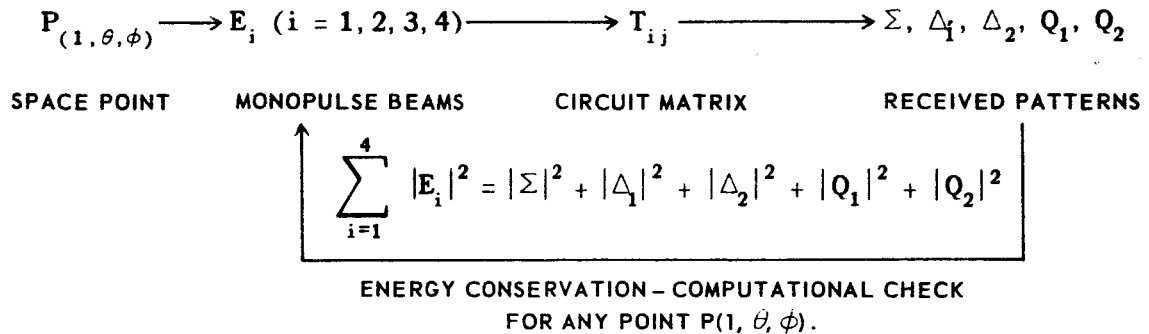 P(1, θ, φ) → E_i (i = 1, 2, 3, 4) → T_ij → Σ, Δ_1, Δ_2, Q_1, Q_2
SPACE POINT MONOPULSE BEAMS CIRCUIT MATRIX RECEIVED PATTERNS
4
∑ |E_i|² = |Σ|² + |Δ_1|² + |Δ_2|² + |Q_1|² + |Q_2|²
i=1
ENERGY CONSERVATION – COMPUTATIONAL CHECK
FOR ANY POINT P(1, θ, φ).